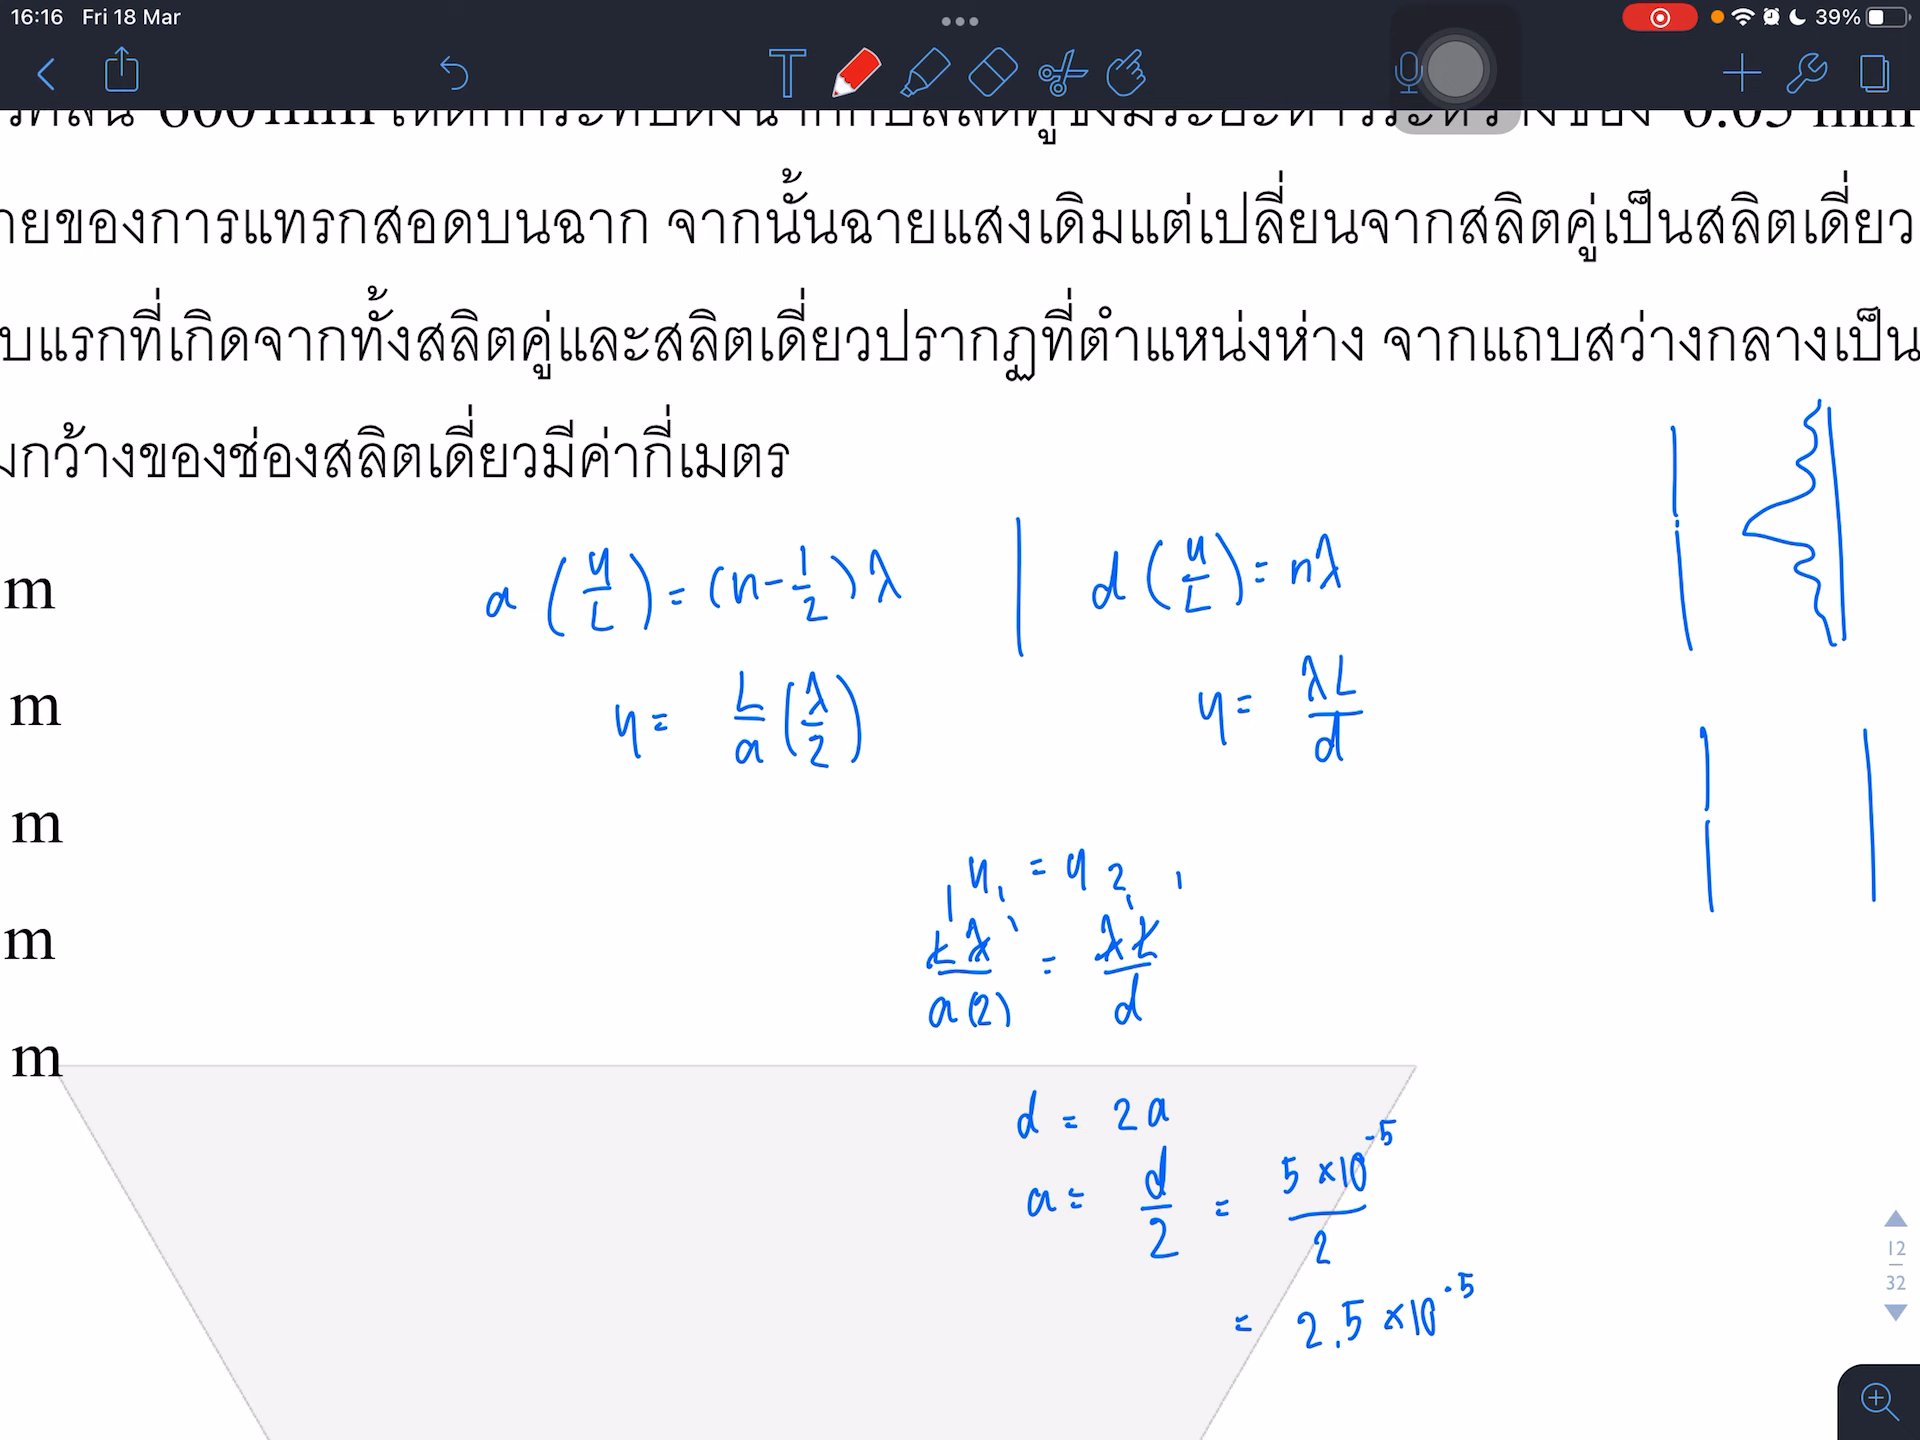 16:16 Fri 18 Mar
39%
ายของการแทรกสอดบนฉาก จากนั้นฉายแสงเดิมแต่เปลี่ยนจากสลิตคู่เป็นสลิตเดี่ยว
บแรกที่เกิดจากทั้งสลิตคู่และสลิตเดี่ยวปรากฏที่ตำแหน่งห่าง จากแถบสว่างกลางเป็น
มกว้างของช่องสลิตเดี่ยวมีค่ากี่เมตร
m
a (y/L) = (n - 1/2) λ
d (y/L) = nλ
m
y = L/a (λ/2)
y = λL/d
m
y₁ = y₂
m
Lλ/a(2) = λL/d
m
d = 2a
a = d/2 = 5 ×10⁻⁵/2
= 2.5 ×10⁻⁵
12
32